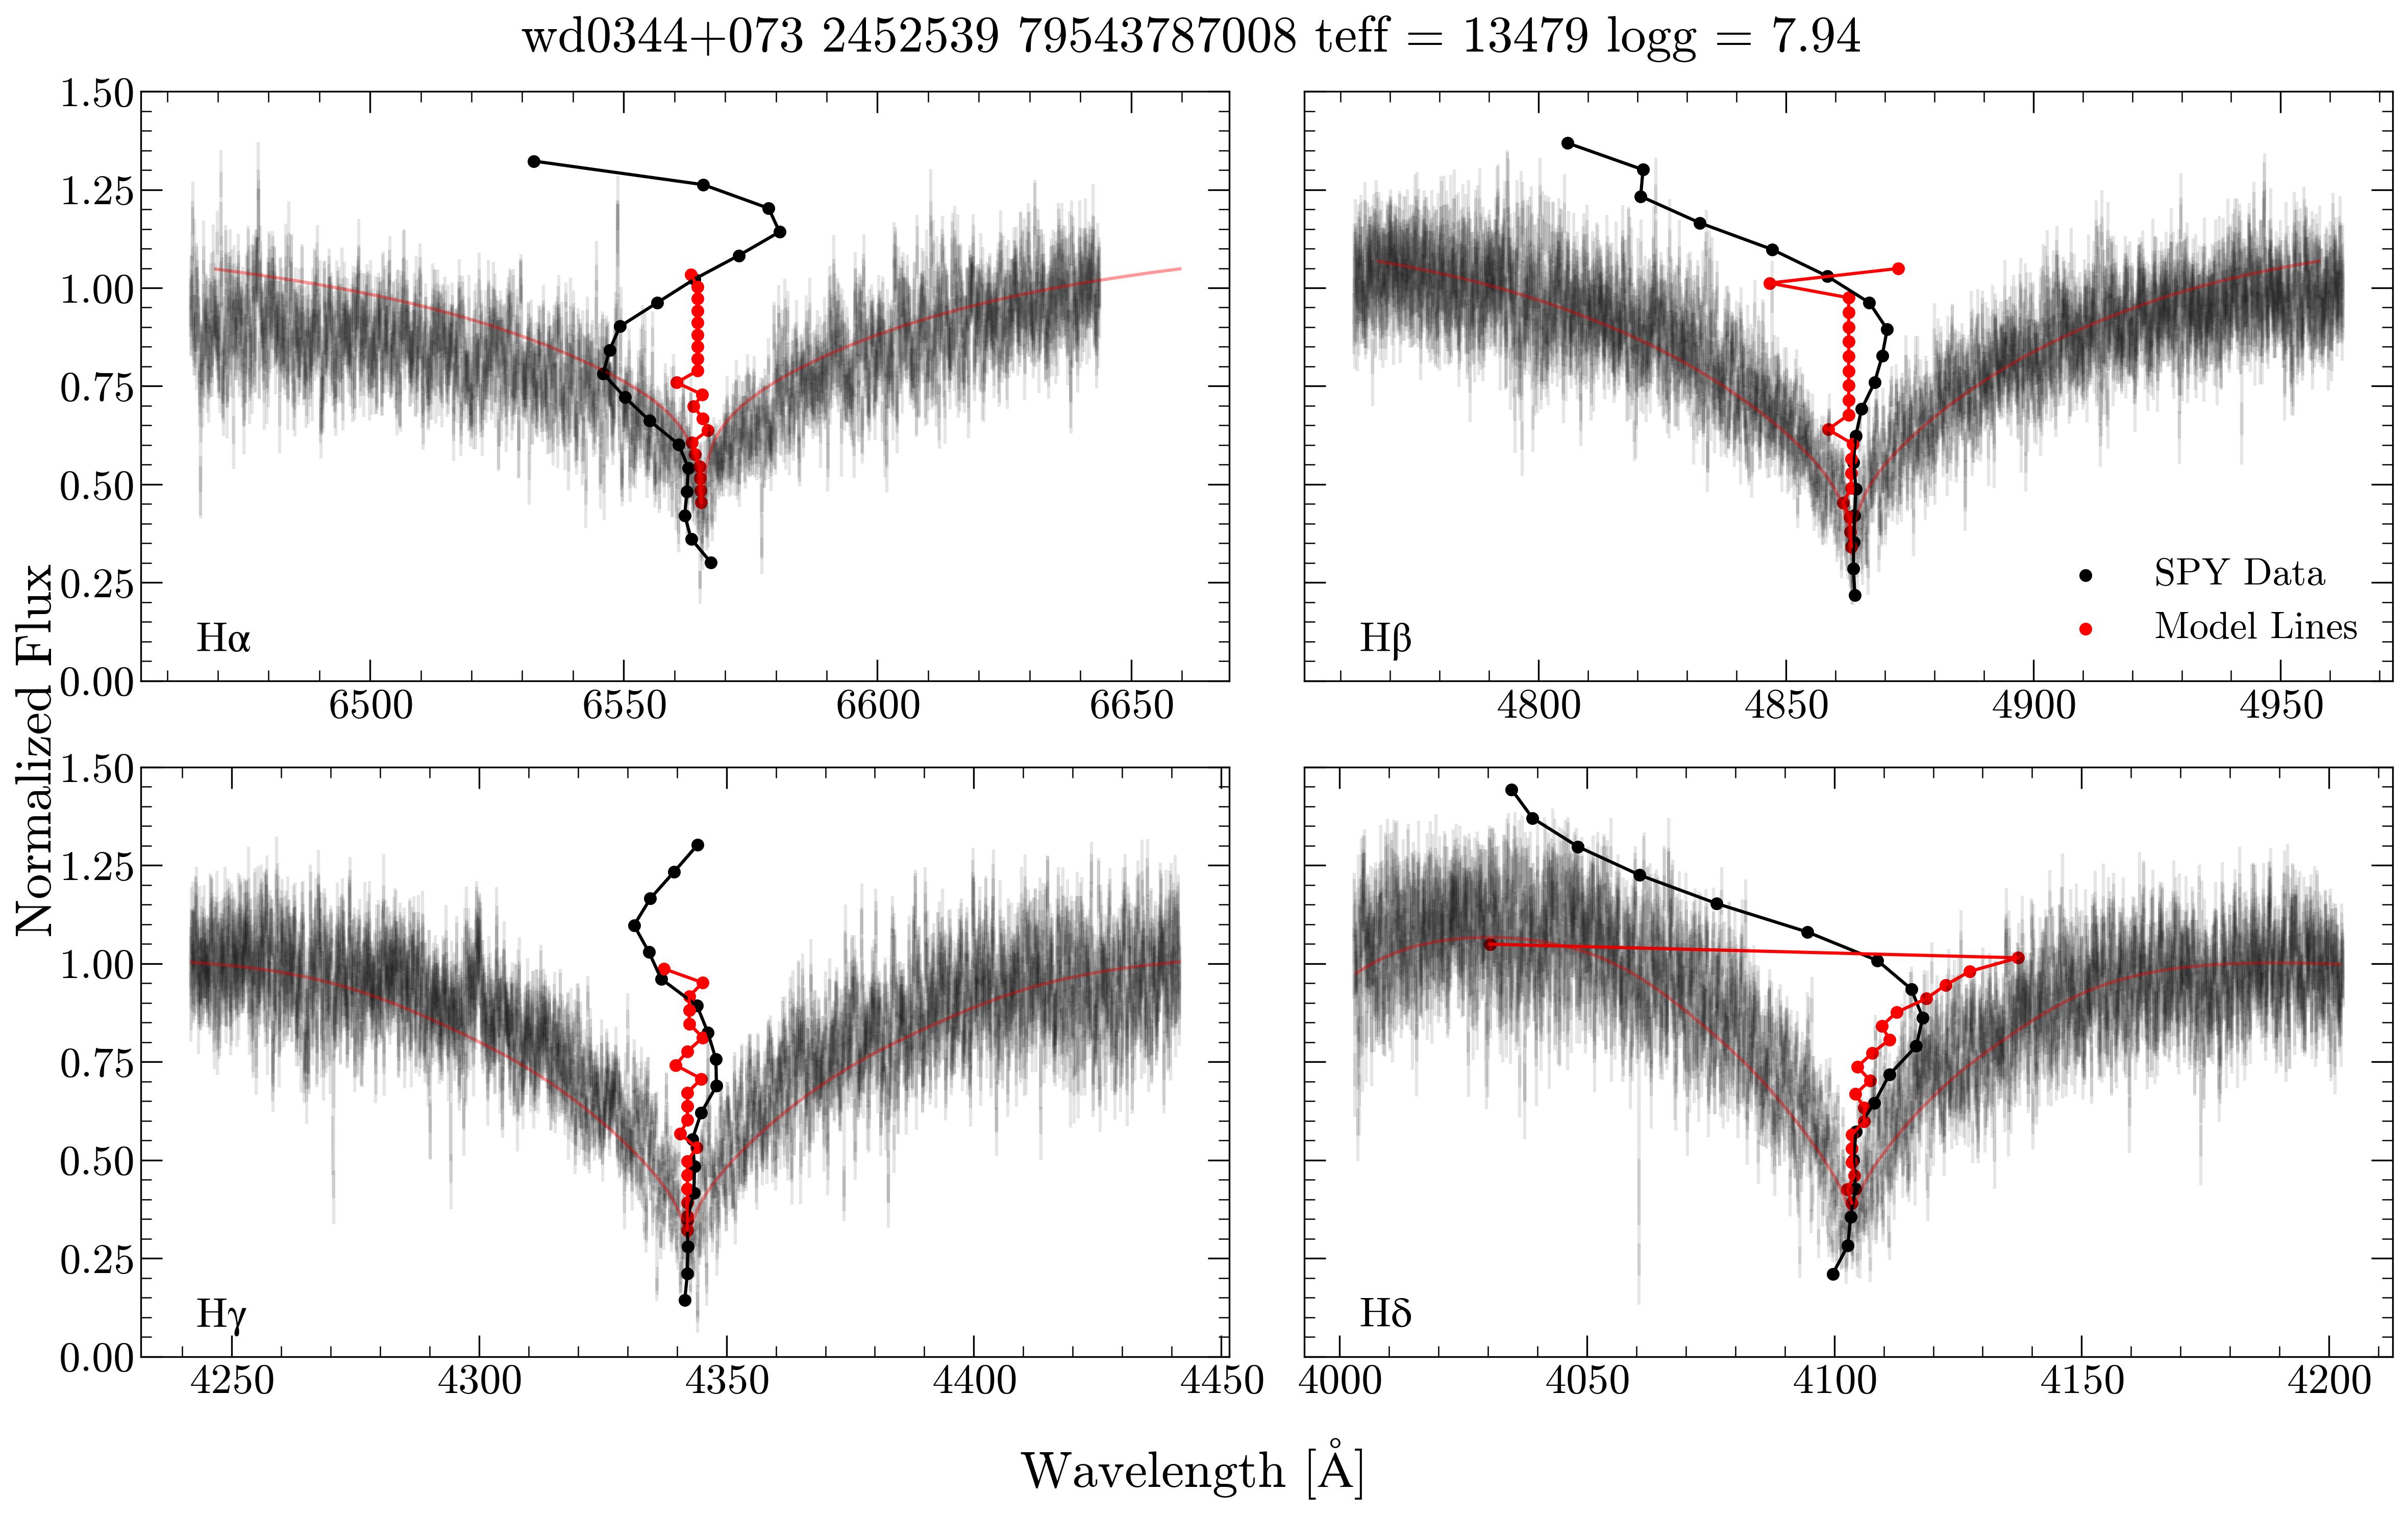 wd0344+073 2452539 79543787008 teff = 13479 logg = 7.94
Normalized Flux
1.50
1.25
1.00
0.75
0.50
0.25
0.00
Hα
6500 6550 6600 6650
Hβ
SPY Data
Model Lines
4800 4850 4900 4950
1.50
1.25
1.00
0.75
0.50
0.25
0.00
Hγ
4250 4300 4350 4400 4450
Hδ
4000 4050 4100 4150 4200
Wavelength [Å]